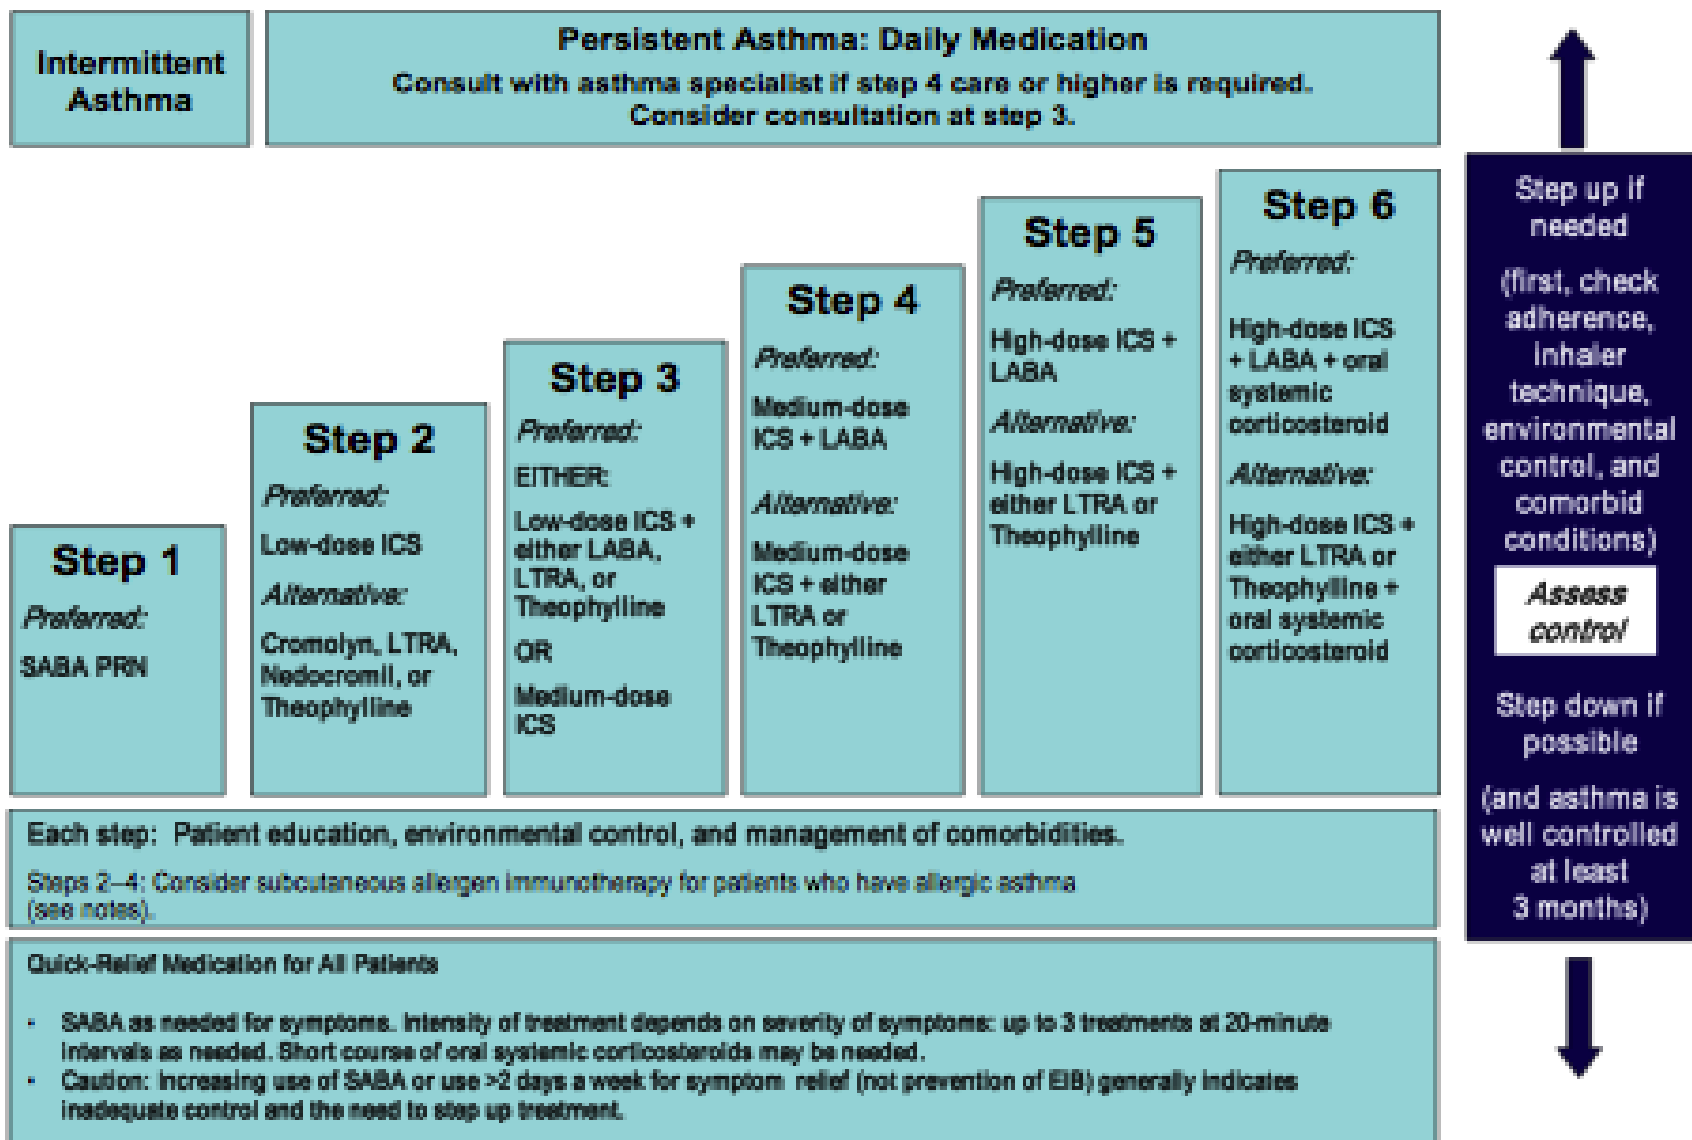 Intermittent
Asthma
Persistent Asthma: Daily Medication
Consult with asthma specialist if step 4 care or higher is required.
Consider consultation at step 3.
Step 1
Preferred:
SABA PRN
Step 2
Preferred:
Low-dose ICS
Alternative:
Cromolyn, LTRA,
Nedocromil, or
Theophylline
Step 3
Preferred:
EITHER:
Low-dose ICS +
either LABA,
LTRA, or
Theophylline
OR
Medium-dose
ICS
Step 4
Preferred:
Medium-dose
ICS + LABA
Alternative:
Medium-dose
ICS + either
LTRA or
Theophylline
Step 5
Preferred:
High-dose ICS +
LABA
Alternative:
High-dose ICS +
either LTRA or
Theophylline
Step 6
Preferred:
High-dose ICS
+ LABA + oral
systemic
corticosteroid
Alternative:
High-dose ICS +
either LTRA or
Theophylline +
oral systemic
corticosteroid
Each step: Patient education, environmental control, and management of comorbidities.
Steps 2–4: Consider subcutaneous allergen immunotherapy for patients who have allergic asthma
(see notes).
Quick-Relief Medication for All Patients
• SABA as needed for symptoms. Intensity of treatment depends on severity of symptoms: up to 3 treatments at 20-minute
intervals as needed. Short course of oral systemic corticosteroids may be needed.
• Caution: Increasing use of SABA or use >2 days a week for symptom relief (not prevention of EIB) generally indicates
inadequate control and the need to step up treatment.
Step up if
needed
(first, check
adherence,
inhaler
technique,
environmental
control, and
comorbid
conditions)
Assess
control
Step down if
possible
(and asthma is
well controlled
at least
3 months)